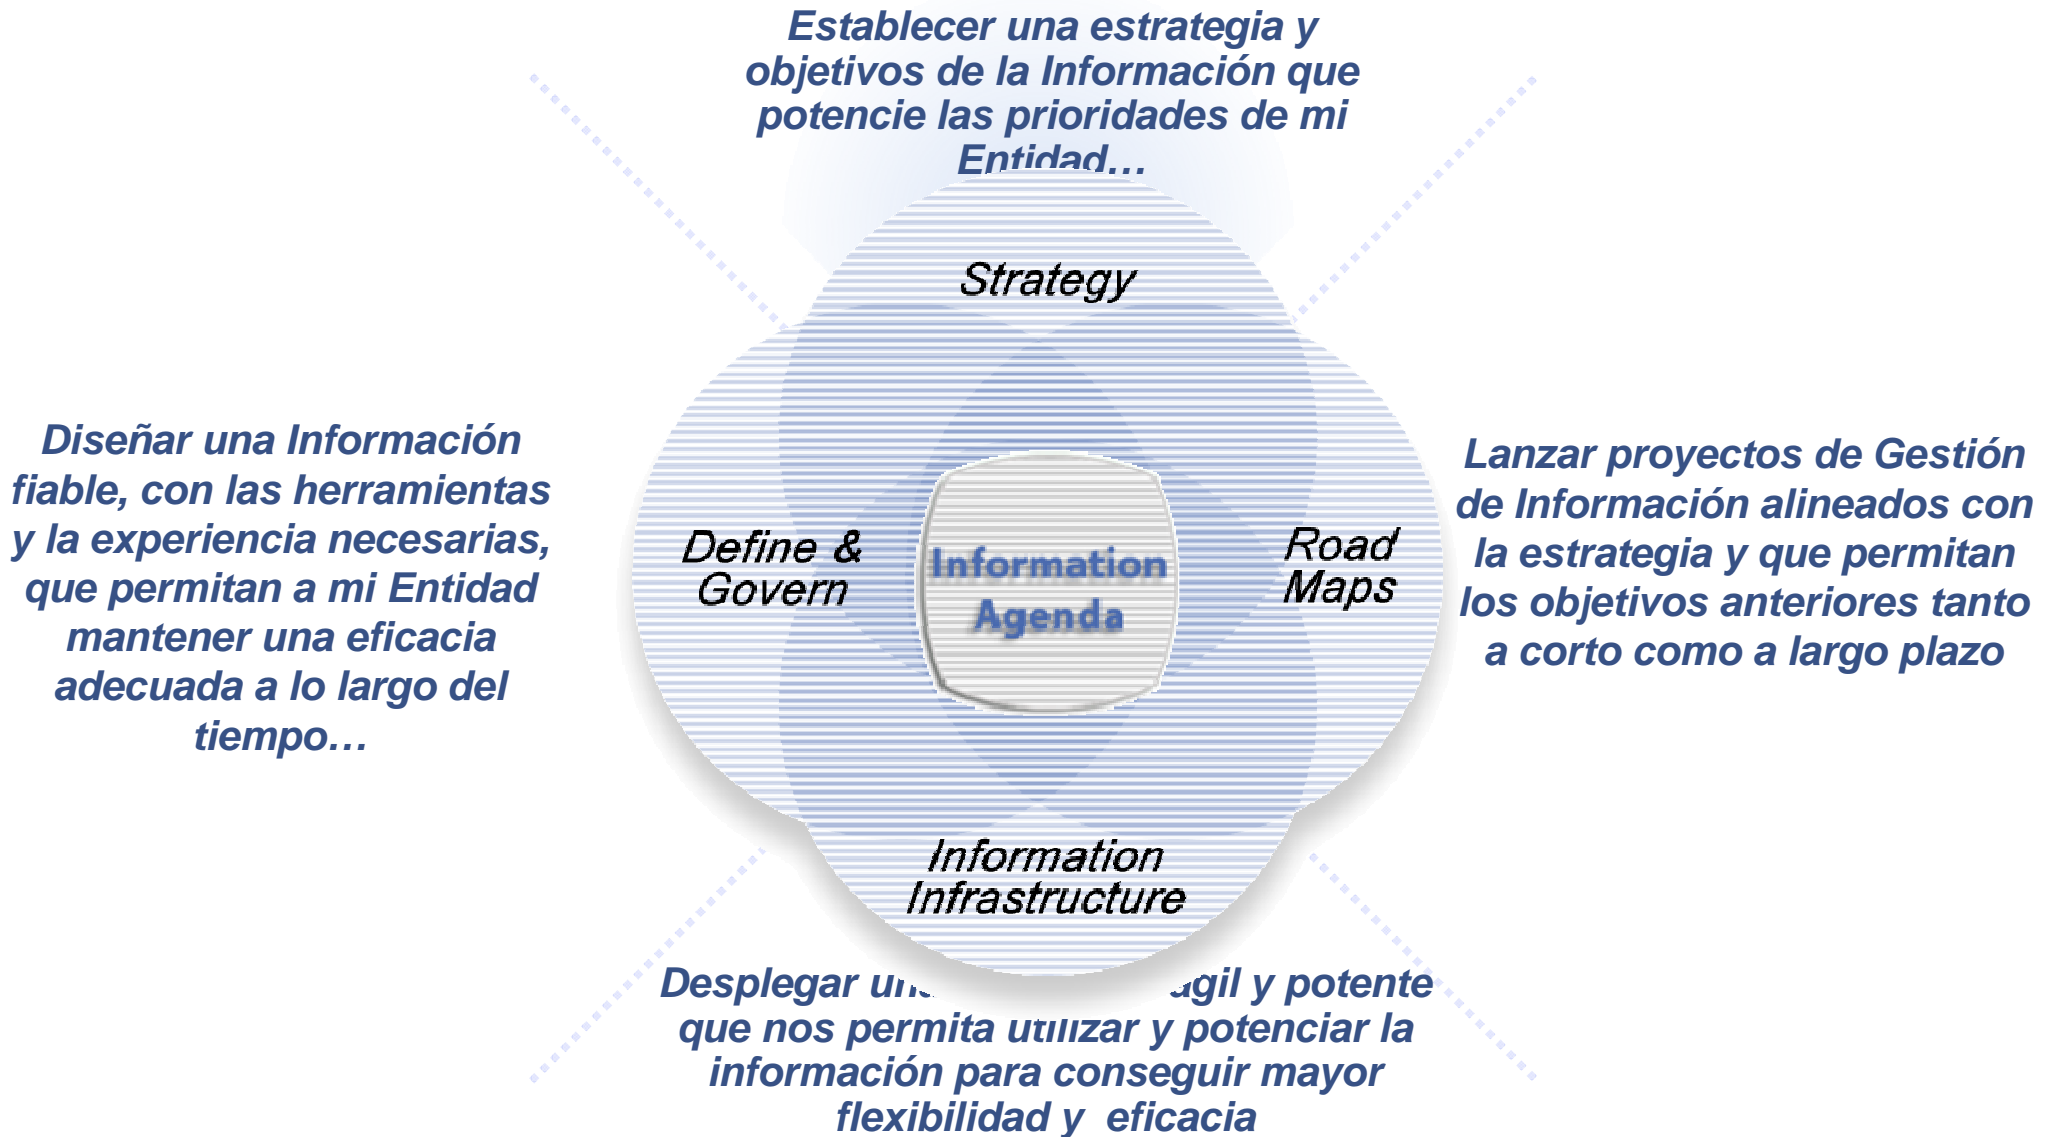 Establecer una estrategia y
objetivos de la Información que
potencie las prioridades de mi
Entidad…
Strategy
Diseñar una Información
fiable, con las herramientas
y la experiencia necesarias,
que permitan a mi Entidad
mantener una eficacia
adecuada a lo largo del
tiempo…
Define &
Govern
Information
Agenda
Road
Maps
Lanzar proyectos de Gestión
de Información alineados con
la estrategia y que permitan
los objetivos anteriores tanto
a corto como a largo plazo
Information
Infrastructure
Desplegar una y potente
que nos permita utilizar y potenciar la
información para conseguir mayor
flexibilidad y eficacia